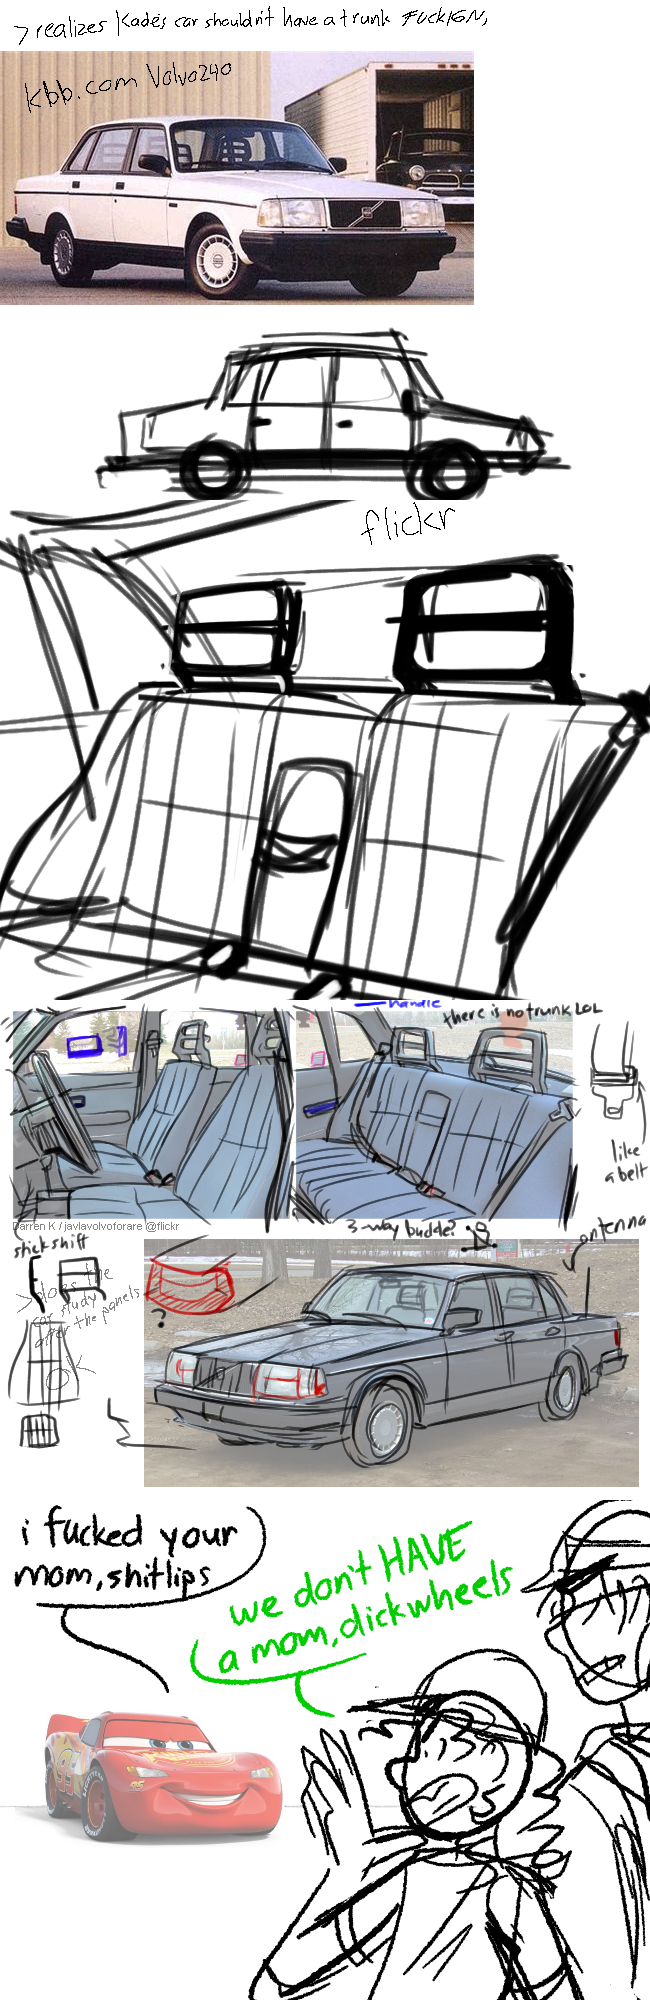 > realizes Kade's car shouldn't have a trunk FUCKIGN,
kbb.com Volvo240
flickr
handle
there is no trunk LOL
like
a belt
Darren K / javlavolvoforare @flickr
3-way buckle?
antenna
stick shift
> does the
car study
after the panels
?
i fucked your
mom, shitlips
we don't HAVE
a mom, dickwheels